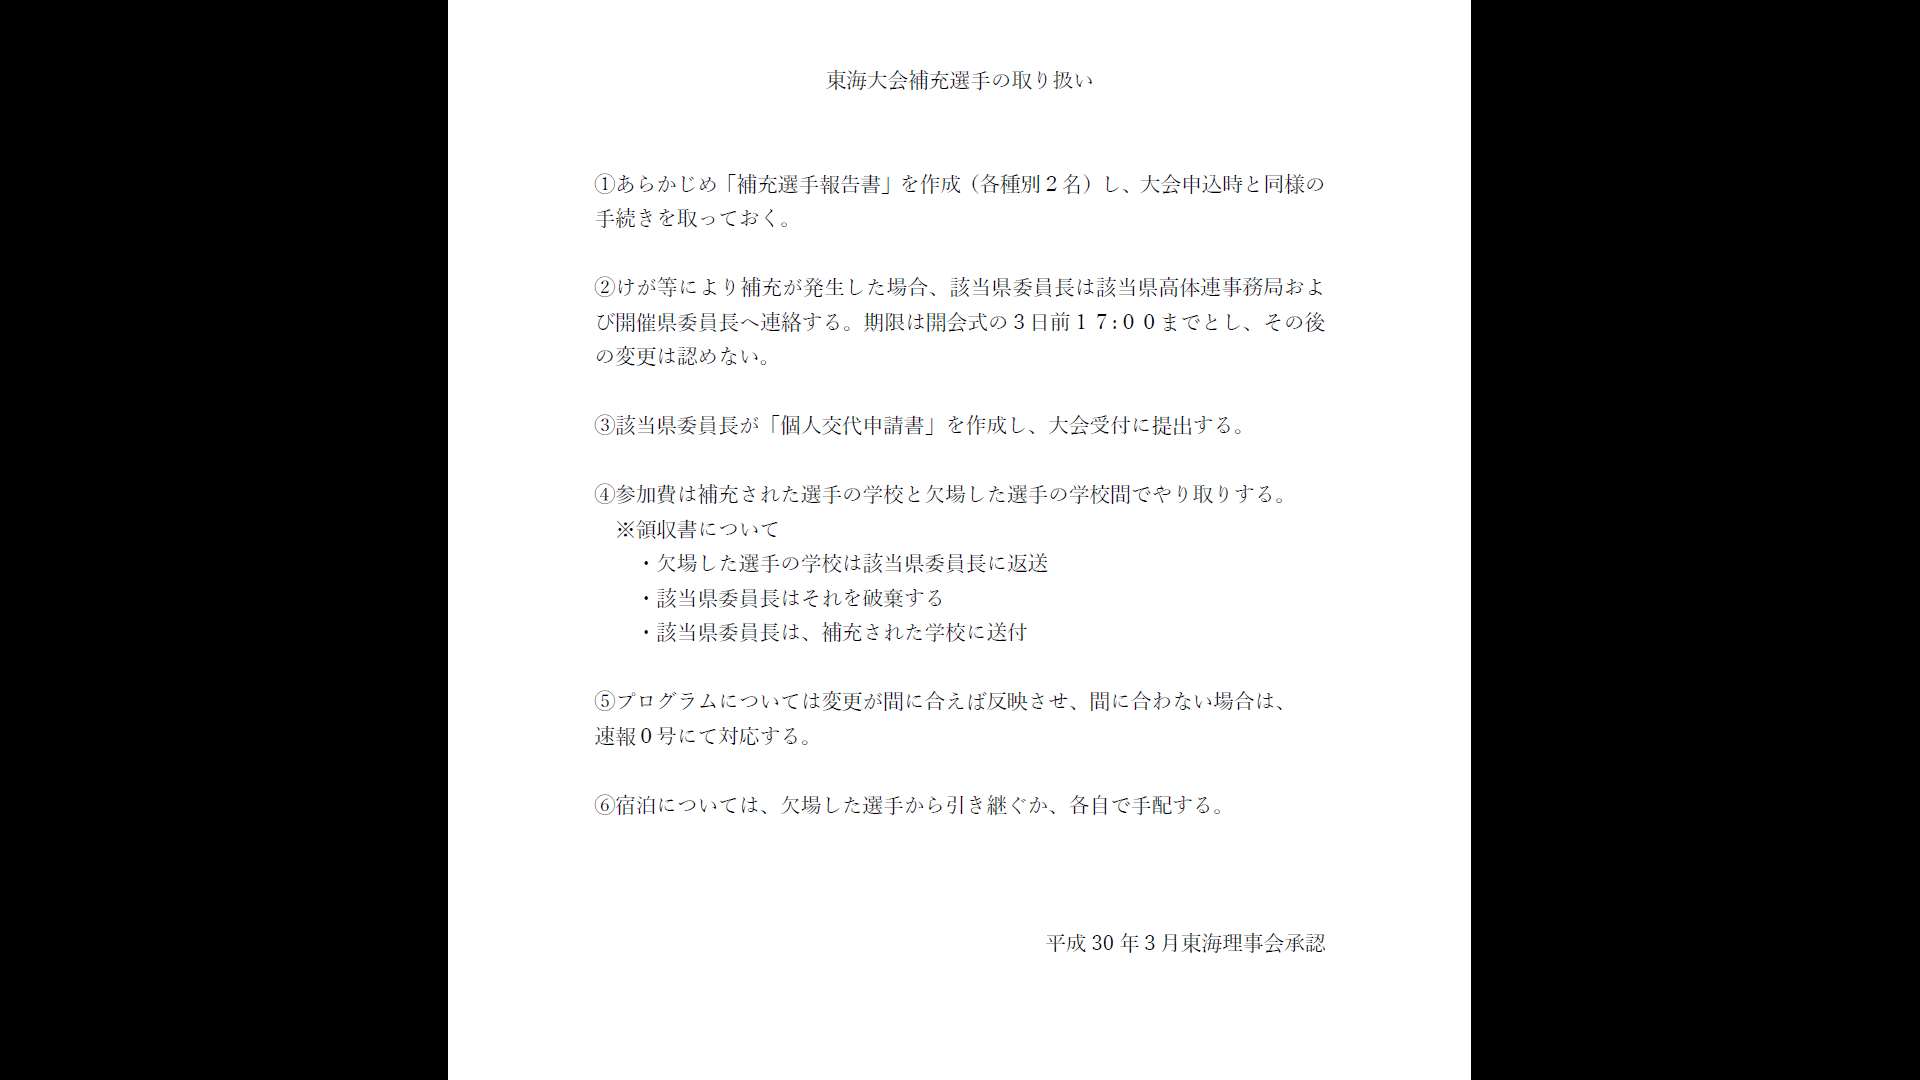 東海大会補充選手の取り扱い
①あらかじめ「補充選手報告書」を作成（各種別２名）し、大会申込時と同様の
手続きを取っておく。
②けが等により補充が発生した場合、該当県委員長は該当県高体連事務局およ
び開催県委員長へ連絡する。期限は開会式の３日前１７:００までとし、その後
の変更は認めない。
③該当県委員長が「個人交代申請書」を作成し、大会受付に提出する。
④参加費は補充された選手の学校と欠場した選手の学校間でやり取りする。
※領収書について
・欠場した選手の学校は該当県委員長に返送
・該当県委員長はそれを破棄する
・該当県委員長は、補充された学校に送付
⑤プログラムについては変更が間に合えば反映させ、間に合わない場合は、
速報０号にて対応する。
⑥宿泊については、欠場した選手から引き継ぐか、各自で手配する。
平成 30 年３月東海理事会承認